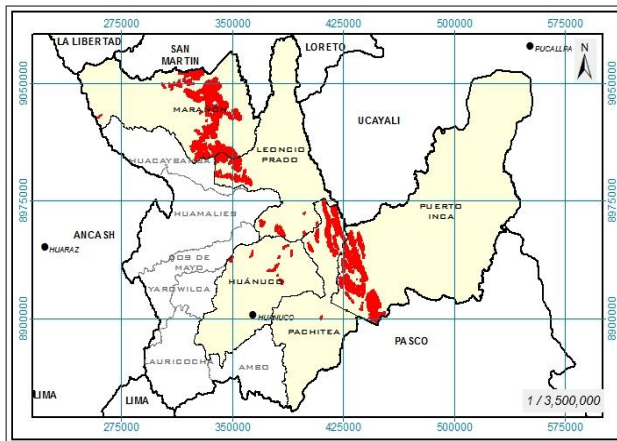 275000 350000 425000 500000 575000
LA LIBERTAD
SAN
MARTIN
LORETO
PUCALLPA
N
9050000
9050000
MARAÑON
UCAYALI
LEONCIO
PRADO
HUACAYBAMBA
8975000
8975000
PUERTO
INCA
HUAMALIES
ANCASH
HUARAZ
DOS DE
MAYO
HUÁNUCO
YAROWILCA
HUÁNUCO
8900000
8900000
PACHITEA
PASCO
LAURICOCHA
AMBO
LIMA
LIMA
1 / 3,500,000
275000 350000 425000 500000 575000